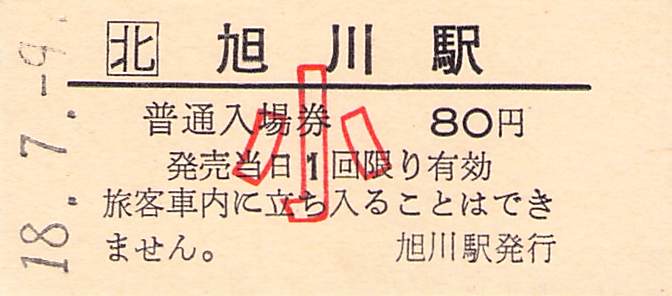 北 旭川駅
普通入場券 80円
発売当日1回限り有効
旅客車内に立ち入ることはでき
ません。 旭川駅発行
小
18.7.-9.